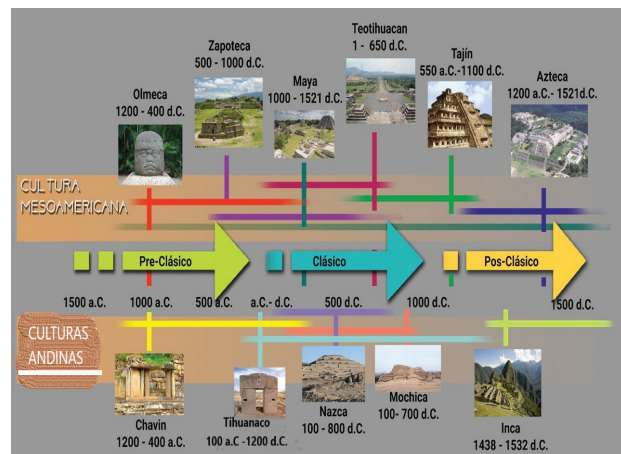 Teotihuacan
1 - 650 d.C.
Zapoteca
500 - 1000 d.C.
Tajín
550 a.C.-1100 d.C.
Maya
1000 - 1521 d.C.
Azteca
1200 a.C.- 1521d.C.
Olmeca
1200 - 400 d.C.
CULTURA
MESOAMERICANA
Pre-Clásico
Clásico
Pos-Clásico
1500 a.C.
1000 a.C.
500 a.C.
a.C.- d.C.
500 d.C.
1000 d.C.
1500 d.C.
CULTURAS
ANDINAS
Chavin
1200 - 400 a.C.
Tihuanaco
100 a.C -1200 d.C.
Nazca
100 - 800 d.C.
Mochica
100- 700 d.C.
Inca
1438 - 1532 d.C.